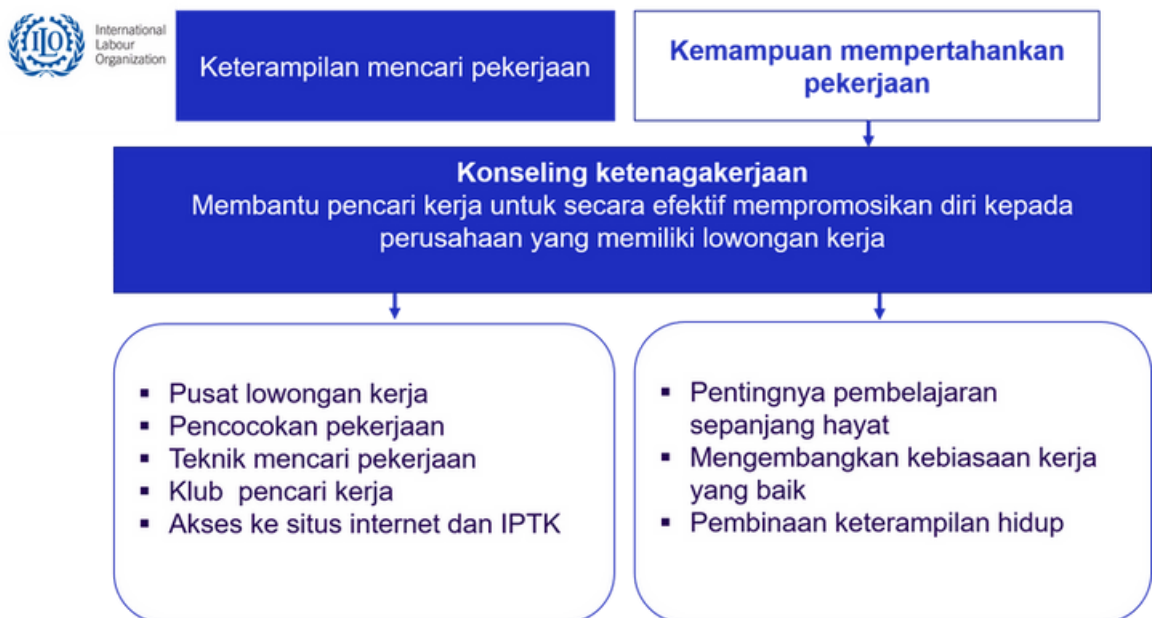 ILO
International
Labour
Organization
Keterampilan mencari pekerjaan
Kemampuan mempertahankan
pekerjaan
Konseling ketenagakerjaan
Membantu pencari kerja untuk secara efektif mempromosikan diri kepada
perusahaan yang memiliki lowongan kerja
▪ Pusat lowongan kerja
▪ Pencocokan pekerjaan
▪ Teknik mencari pekerjaan
▪ Klub pencari kerja
▪ Akses ke situs internet dan IPTK
▪ Pentingnya pembelajaran
sepanjang hayat
▪ Mengembangkan kebiasaan kerja
yang baik
▪ Pembinaan keterampilan hidup